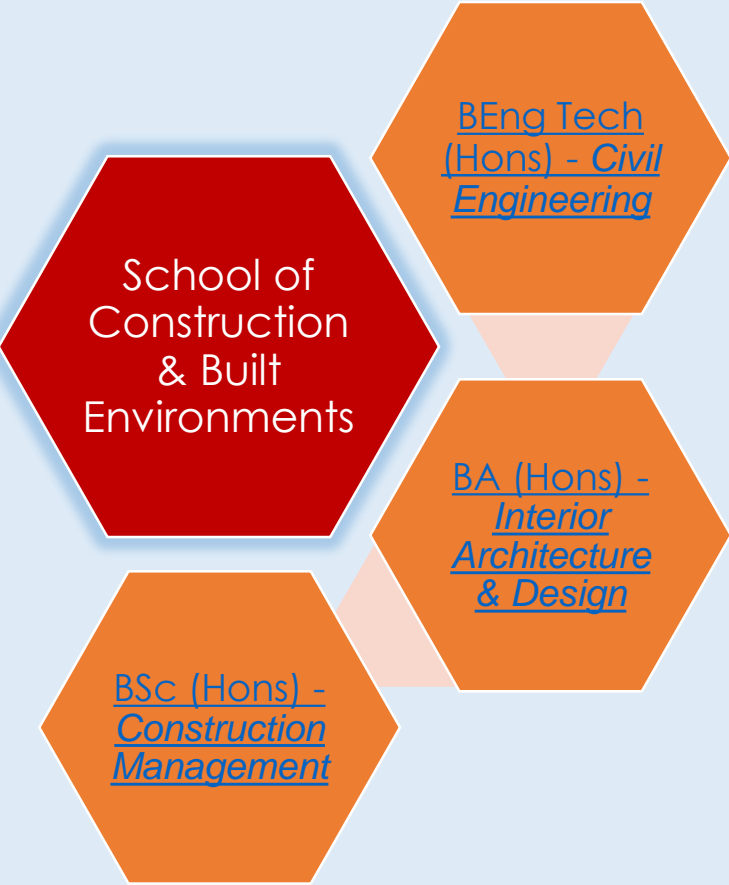 School of
Construction
& Built
Environments
BEng Tech
(Hons) - Civil
Engineering
BA (Hons) -
Interior
Architecture
& Design
BSc (Hons) -
Construction
Management